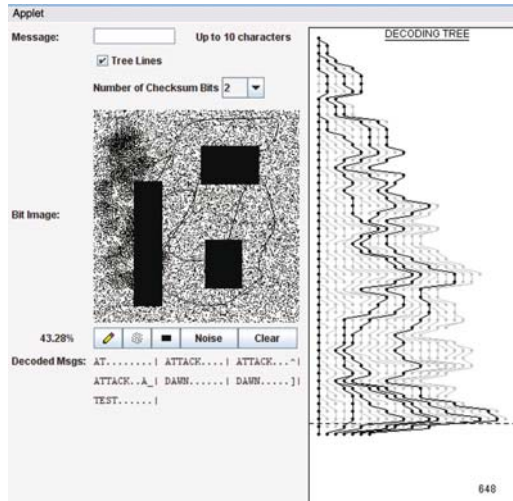 Applet
Message: Up to 10 characters
Tree Lines
Number of Checksum Bits 2
Bit Image:
43.28% Noise Clear
Decoded Msgs: AT........| ATTACK....| ATTACK...^|
ATTACK..A_| DAWN......| DAWN.....]|
TEST......|
DECODING TREE
648